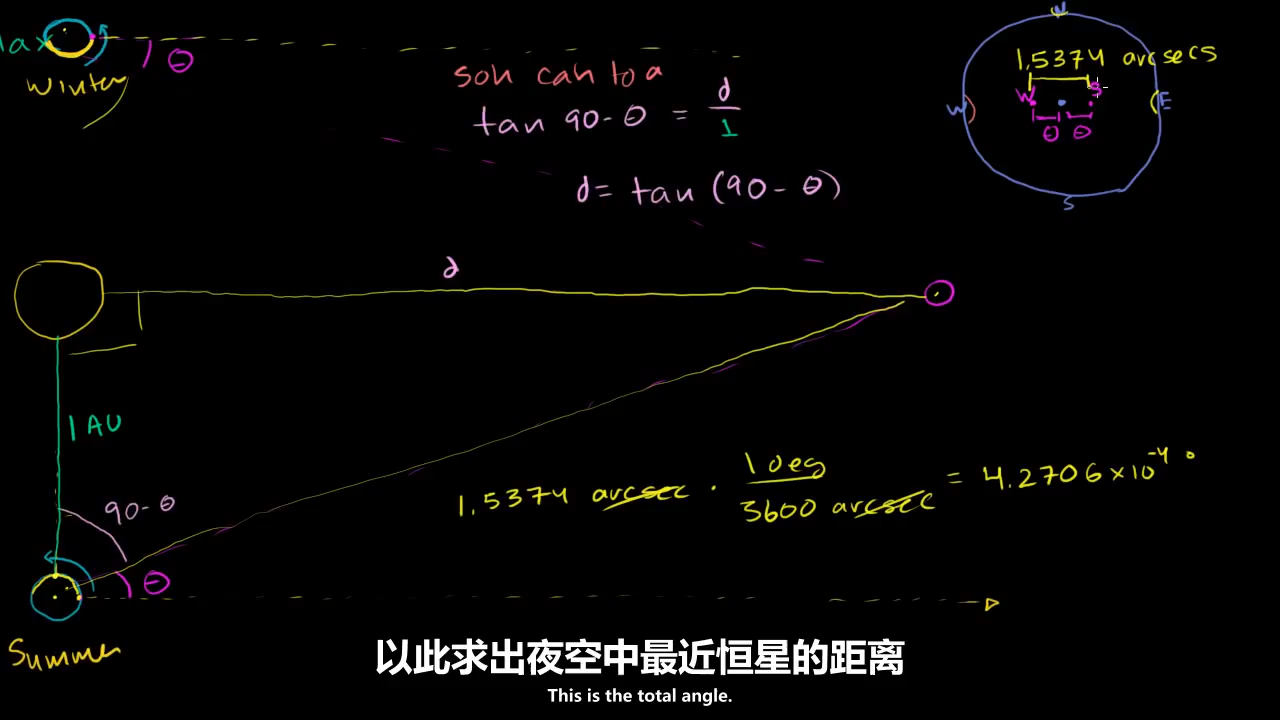 lax
Winter
θ
soh cah toa
tan 90-θ = d/1
d = tan (90-θ)
N
1.5374 arcsecs
W
W
S
E
θ θ
S
d
1 AU
90-θ
θ
1.5374 arcsec · 1 deg/3600 arcsec = 4.2706×10⁻⁴ °
Summer
以此求出夜空中最近恒星的距离
This is the total angle.